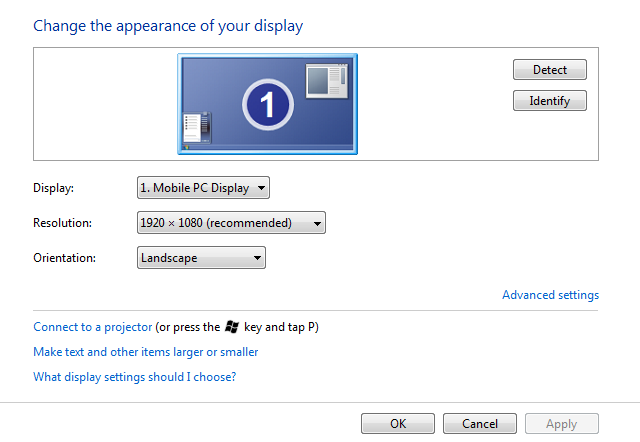 Change the appearance of your display
1
Detect
Identify
Display: 1. Mobile PC Display
Resolution: 1920 × 1080 (recommended)
Orientation: Landscape
Advanced settings
Connect to a projector (or press the key and tap P)
Make text and other items larger or smaller
What display settings should I choose?
OK Cancel Apply